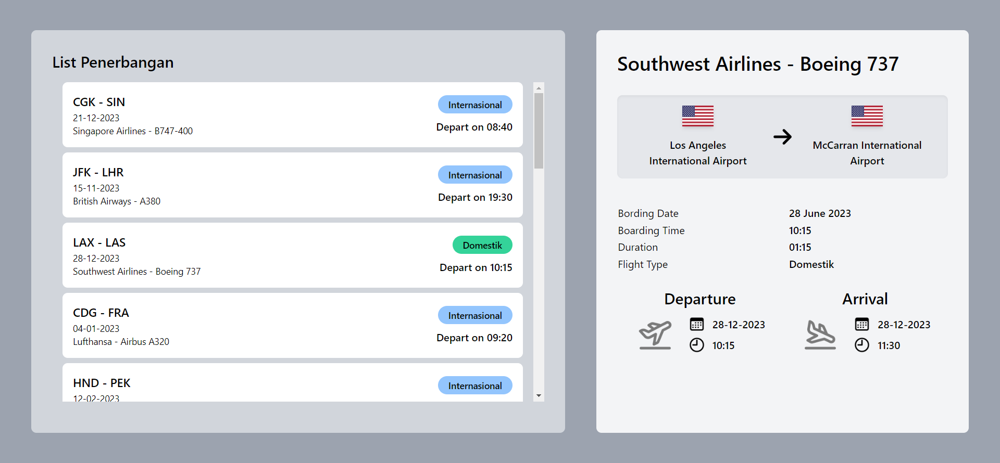 List Penerbangan
CGK - SIN
21-12-2023
Singapore Airlines - B747-400
Internasional
Depart on 08:40
JFK - LHR
15-11-2023
British Airways - A380
Internasional
Depart on 19:30
LAX - LAS
28-12-2023
Southwest Airlines - Boeing 737
Domestik
Depart on 10:15
CDG - FRA
04-01-2023
Lufthansa - Airbus A320
Internasional
Depart on 09:20
HND - PEK
12-02-2023
Internasional
Southwest Airlines - Boeing 737
Los Angeles
International Airport
McCarran International
Airport
Bording Date 28 June 2023
Boarding Time 10:15
Duration 01:15
Flight Type Domestik
Departure
28-12-2023
10:15
Arrival
28-12-2023
11:30